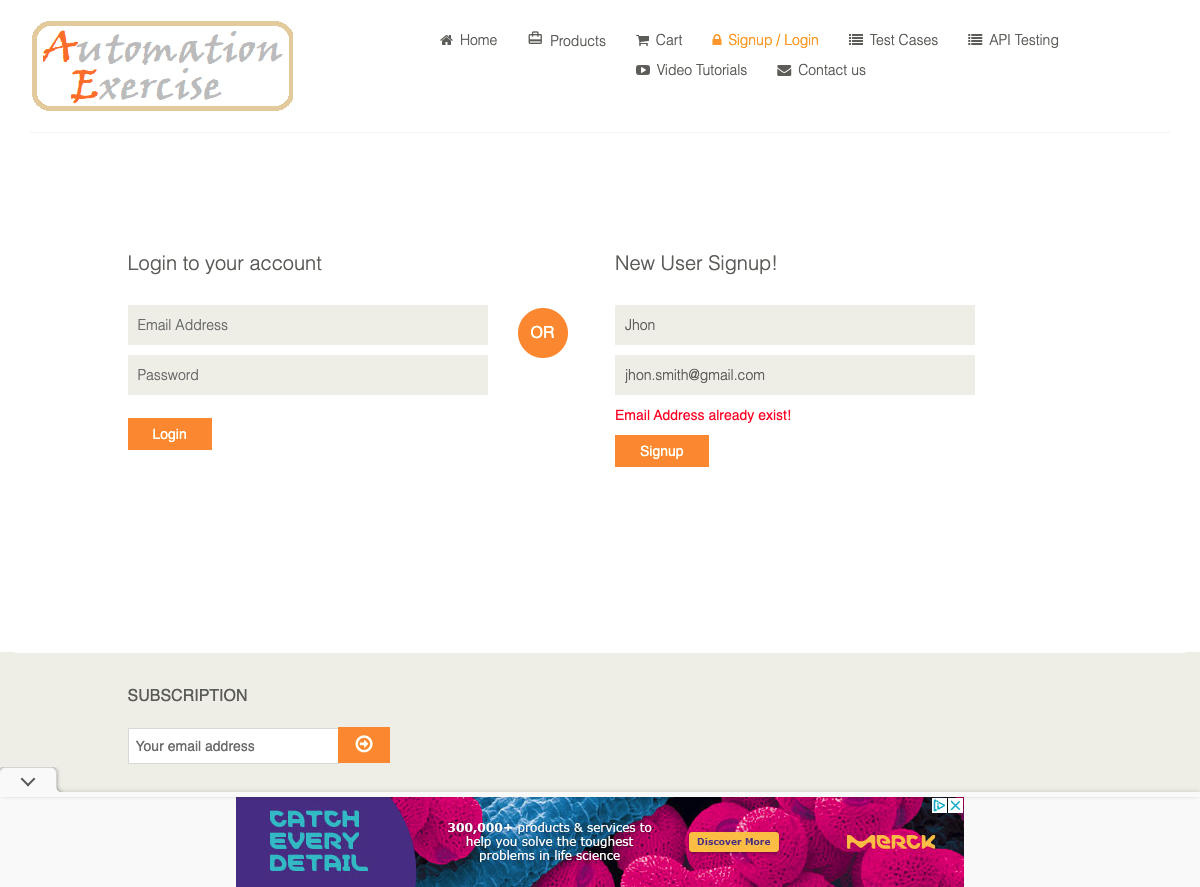 Automation
Exercise
Home
Products
Cart
Signup / Login
Test Cases
API Testing
Video Tutorials
Contact us
Login to your account
Email Address
Password
Login
OR
New User Signup!
Jhon
jhon.smith@gmail.com
Email Address already exist!
Signup
SUBSCRIPTION
Your email address
CATCH
EVERY
DETAIL
300,000+ products & services to
help you solve the toughest
problems in life science
Discover More
MERCK